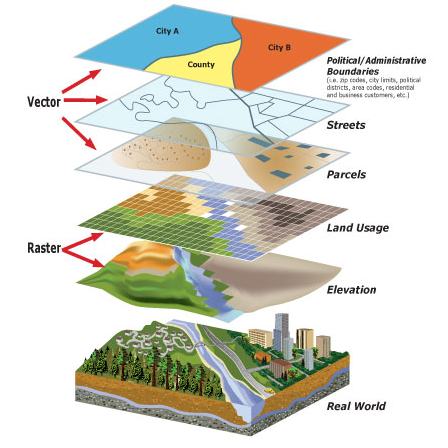 City A
City B
County
Political/Administrative
Boundaries
(i.e. zip codes, city limits, political
districts, area codes, residential
and business customers, etc.)
Vector
Streets
Parcels
Land Usage
Raster
Elevation
Real World